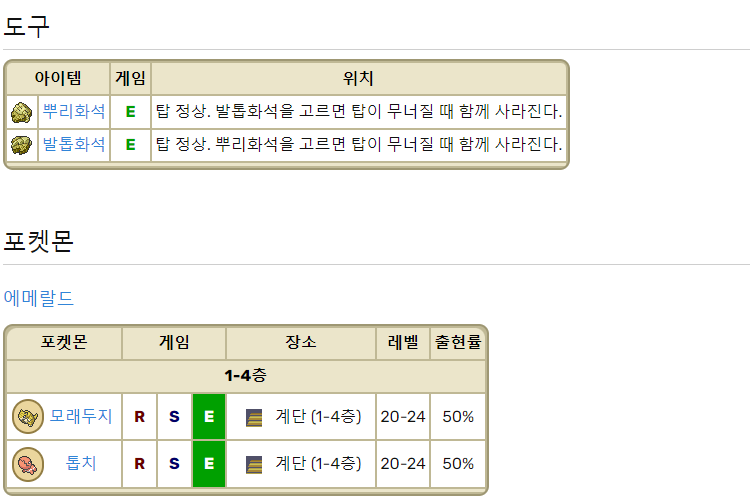 도구
아이템 게임 위치
뿌리화석 E 탑 정상. 발톱화석을 고르면 탑이 무너질 때 함께 사라진다.
발톱화석 E 탑 정상. 뿌리화석을 고르면 탑이 무너질 때 함께 사라진다.
포켓몬
에메랄드
포켓몬 게임 장소 레벨 출현률
1-4층
모래두지 R S E 계단 (1-4층) 20-24 50%
톱치 R S E 계단 (1-4층) 20-24 50%